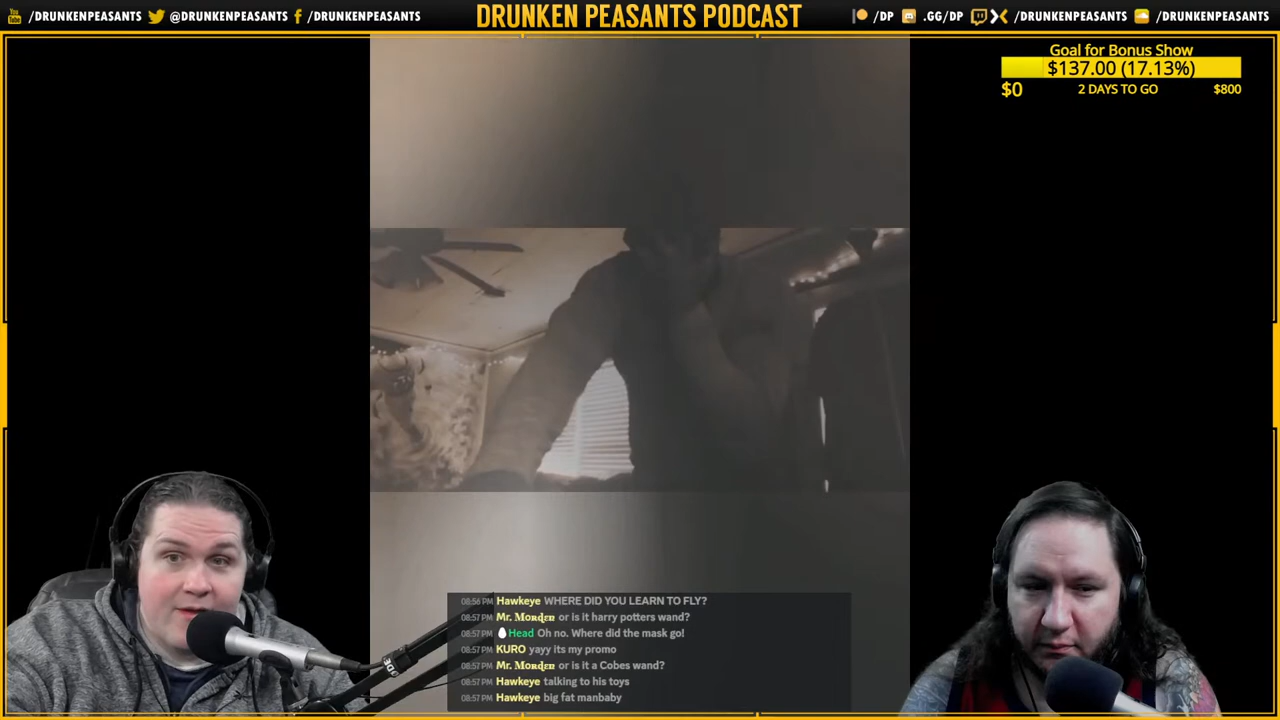 You Tube /DRUNKENPEASANTS @DRUNKENPEASANTS f /DRUNKENPEASANTS DRUNKEN PEASANTS PODCAST /DP .GG/DP /DRUNKENPEASANTS /DRUNKENPEASANTS
Goal for Bonus Show
$137.00 (17.13%)
$0 2 DAYS TO GO $800
08:56 PM Hawkeye WHERE DID YOU LEARN TO FLY?
08:57 PM Mr. Morden or is it harry potters wand?
08:57 PM Head Oh no. Where did the mask go!
08:57 PM KURO yayy its my promo
08:57 PM Mr. Morden or is it a Cobes wand?
08:57 PM Hawkeye talking to his toys
08:57 PM Hawkeye big fat manbaby